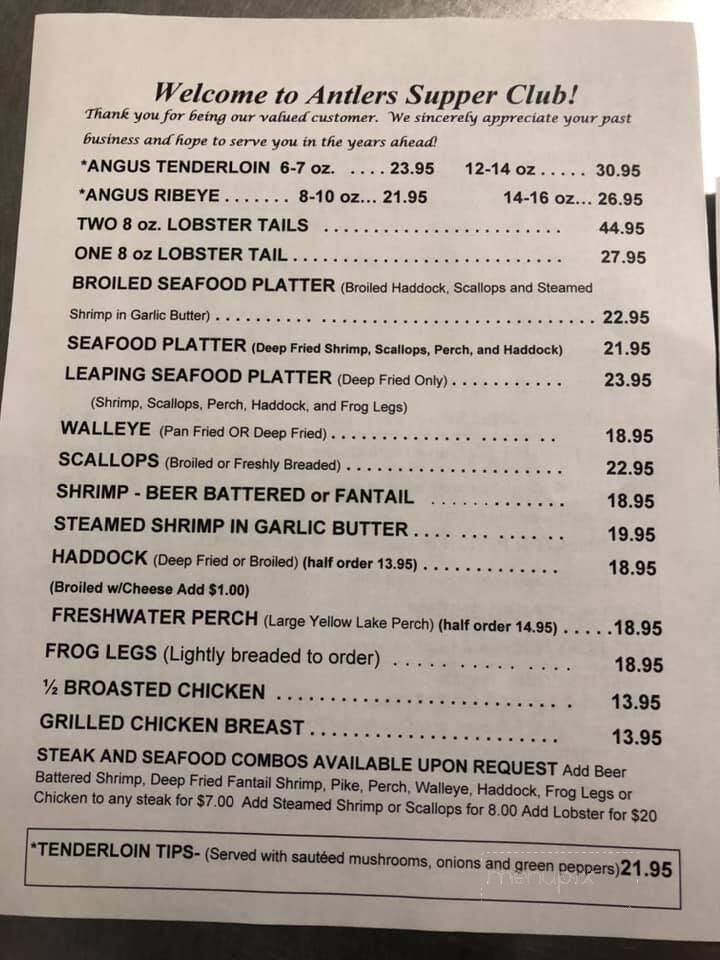 Welcome to Antlers Supper Club!
Thank you for being our valued customer. We sincerely appreciate your past
business and hope to serve you in the years ahead!
*ANGUS TENDERLOIN 6-7 oz. .... 23.95 12-14 oz ..... 30.95
*ANGUS RIBEYE ....... 8-10 oz... 21.95 14-16 oz... 26.95
TWO 8 oz. LOBSTER TAILS ........................ 44.95
ONE 8 oz LOBSTER TAIL ........................... 27.95
BROILED SEAFOOD PLATTER (Broiled Haddock, Scallops and Steamed
Shrimp in Garlic Butter) ....................................... 22.95
SEAFOOD PLATTER (Deep Fried Shrimp, Scallops, Perch, and Haddock) 21.95
LEAPING SEAFOOD PLATTER (Deep Fried Only) ........... 23.95
(Shrimp, Scallops, Perch, Haddock, and Frog Legs)
WALLEYE (Pan Fried OR Deep Fried) ....................... 18.95
SCALLOPS (Broiled or Freshly Breaded) ...................... 22.95
SHRIMP - BEER BATTERED or FANTAIL ............. 18.95
STEAMED SHRIMP IN GARLIC BUTTER .... ... .. .. 19.95
HADDOCK (Deep Fried or Broiled) (half order 13.95) ............. 18.95
(Broiled w/Cheese Add $1.00)
FRESHWATER PERCH (Large Yellow Lake Perch) (half order 14.95) .....18.95
FROG LEGS (Lightly breaded to order) .. .. ......... 18.95
½ BROASTED CHICKEN ........................... 13.95
GRILLED CHICKEN BREAST ........................ 13.95
STEAK AND SEAFOOD COMBOS AVAILABLE UPON REQUEST Add Beer
Battered Shrimp, Deep Fried Fantail Shrimp, Pike, Perch, Walleye, Haddock, Frog Legs or
Chicken to any steak for $7.00 Add Steamed Shrimp or Scallops for 8.00 Add Lobster for $20
*TENDERLOIN TIPS- (Served with sautéed mushrooms, onions and green peppers)21.95
menupix